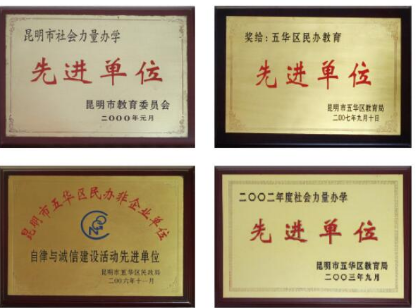 昆明市社会力量办学
先进单位
昆明市教育委员会
二〇〇〇年元月
奖给：五华区民办教育
先进单位
昆明市五华区教育局
二〇〇七年九月十日
昆明市五华区民办非企业单位
自律与诚信建设活动先进单位
昆明市五华区民政局
二〇〇六年十一月
二〇〇二年度社会力量办学
先进单位
昆明市五华区教育局
二〇〇三年九月